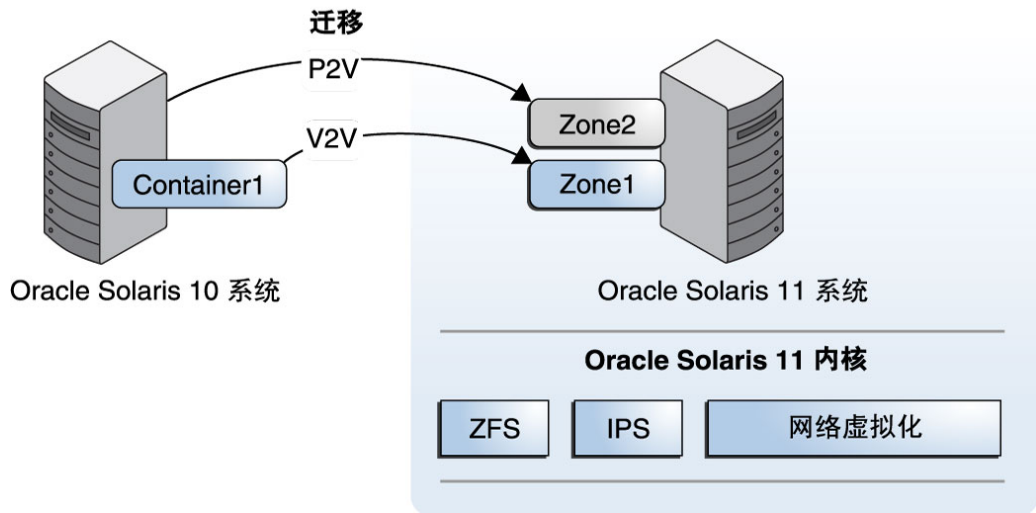 迁移
P2V
V2V
Container1
Zone2
Zone1
Oracle Solaris 10 系统
Oracle Solaris 11 系统
Oracle Solaris 11 内核
ZFS
IPS
网络虚拟化